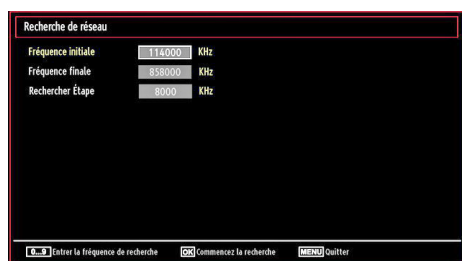 Recherche de réseau
Fréquence initiale 114000 KHz
Fréquence finale 858000 KHz
Rechercher Étape 8000 KHz
0...9 Entrer la fréquence de recherche OK Commencez la recherche MENU Quitter